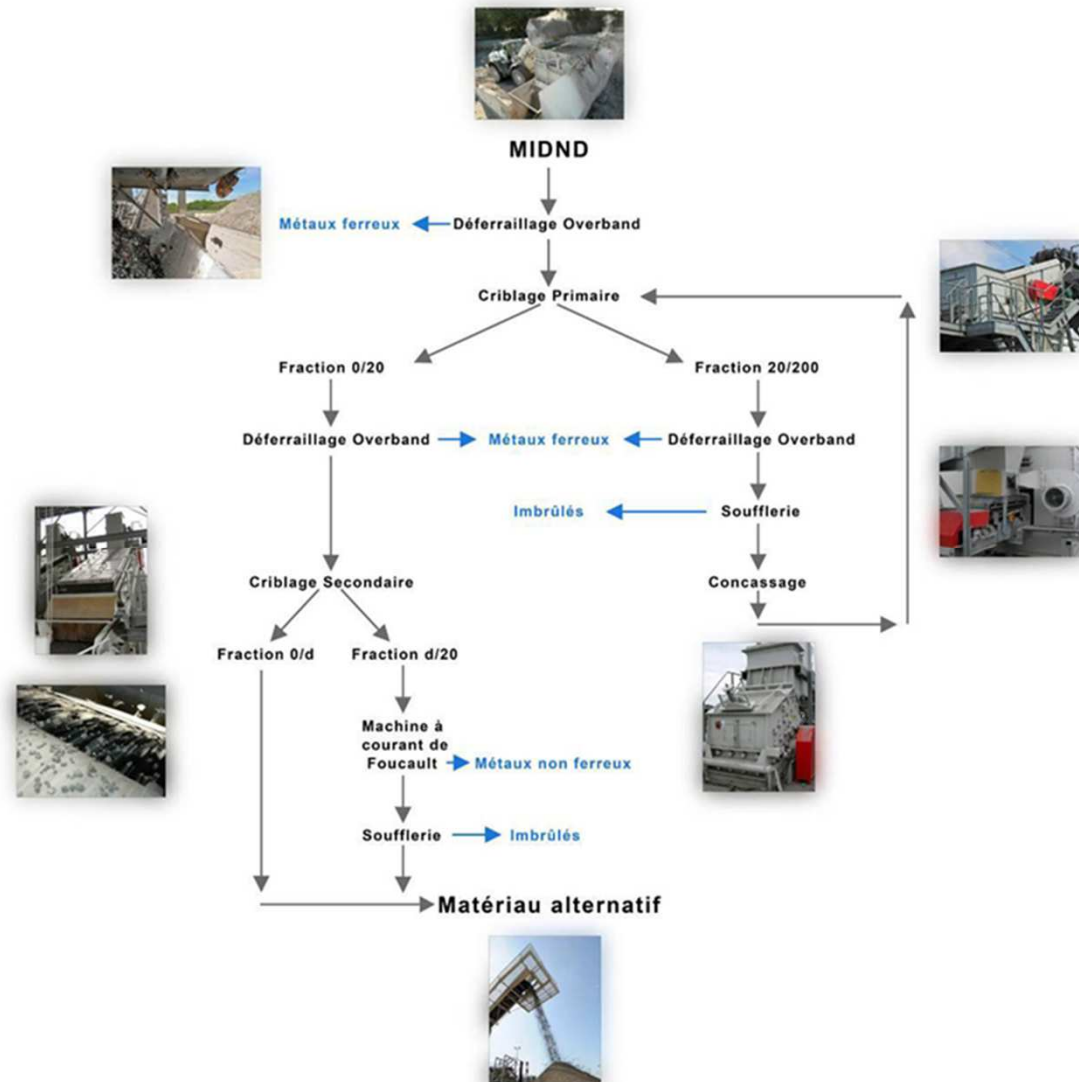 MIDND
Métaux ferreux
Déferraillage Overband
Criblage Primaire
Fraction 0/20
Fraction 20/200
Déferraillage Overband
Métaux ferreux
Déferraillage Overband
Imbrûlés
Soufflerie
Criblage Secondaire
Concassage
Fraction 0/d
Fraction d/20
Machine à
courant de
Foucault
Métaux non ferreux
Soufflerie
Imbrûlés
Matériau alternatif